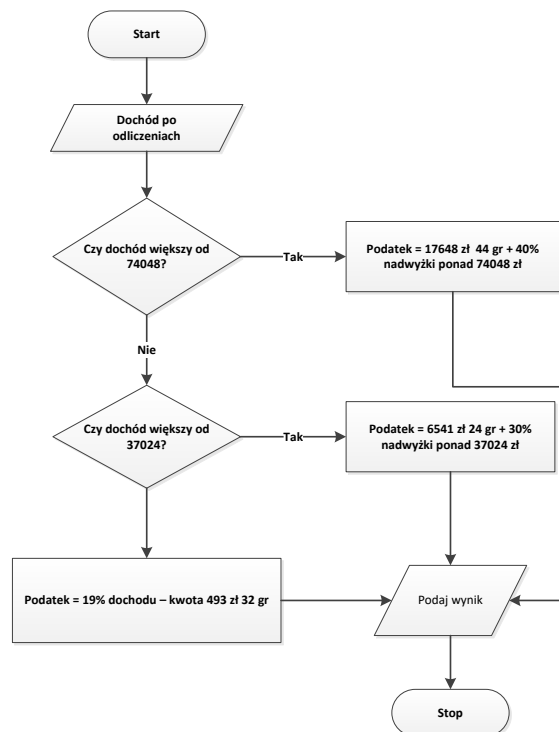 Start
Dochód po
odliczeniach
Czy dochód większy od
74048?
Tak
Podatek = 17648 zł 44 gr + 40%
nadwyżki ponad 74048 zł
Nie
Czy dochód większy od
37024?
Tak
Podatek = 6541 zł 24 gr + 30%
nadwyżki ponad 37024 zł
Podatek = 19% dochodu – kwota 493 zł 32 gr
Podaj wynik
Stop